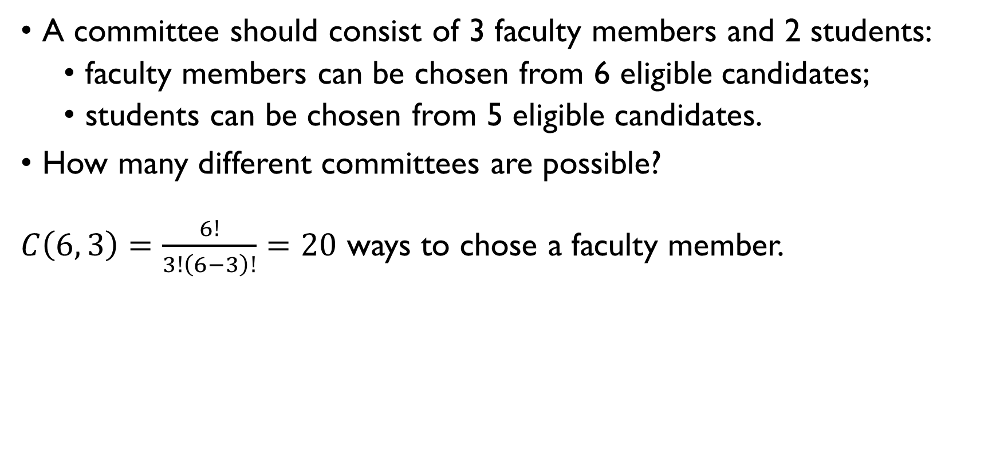 • A committee should consist of 3 faculty members and 2 students:
• faculty members can be chosen from 6 eligible candidates;
• students can be chosen from 5 eligible candidates.
• How many different committees are possible?
C(6, 3) = 6!/3!(6−3)! = 20 ways to chose a faculty member.